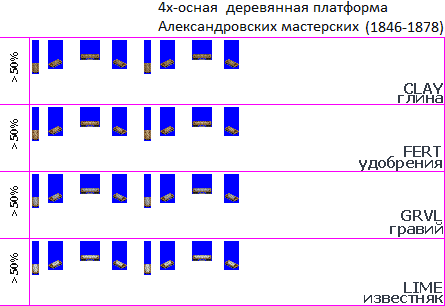 4х-осная деревянная платформа
Александровских мастерских (1846-1878)
> 50%
CLAY
глина
> 50%
FERT
удобрения
> 50%
GRVL
гравий
> 50%
LIME
известняк